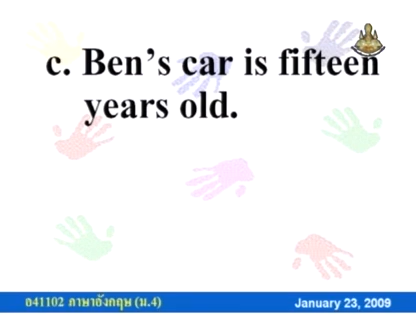 c. Ben’s car is fifteen
years old.
อ41102 ภาษาอังกฤษ (ม.4)
January 23, 2009